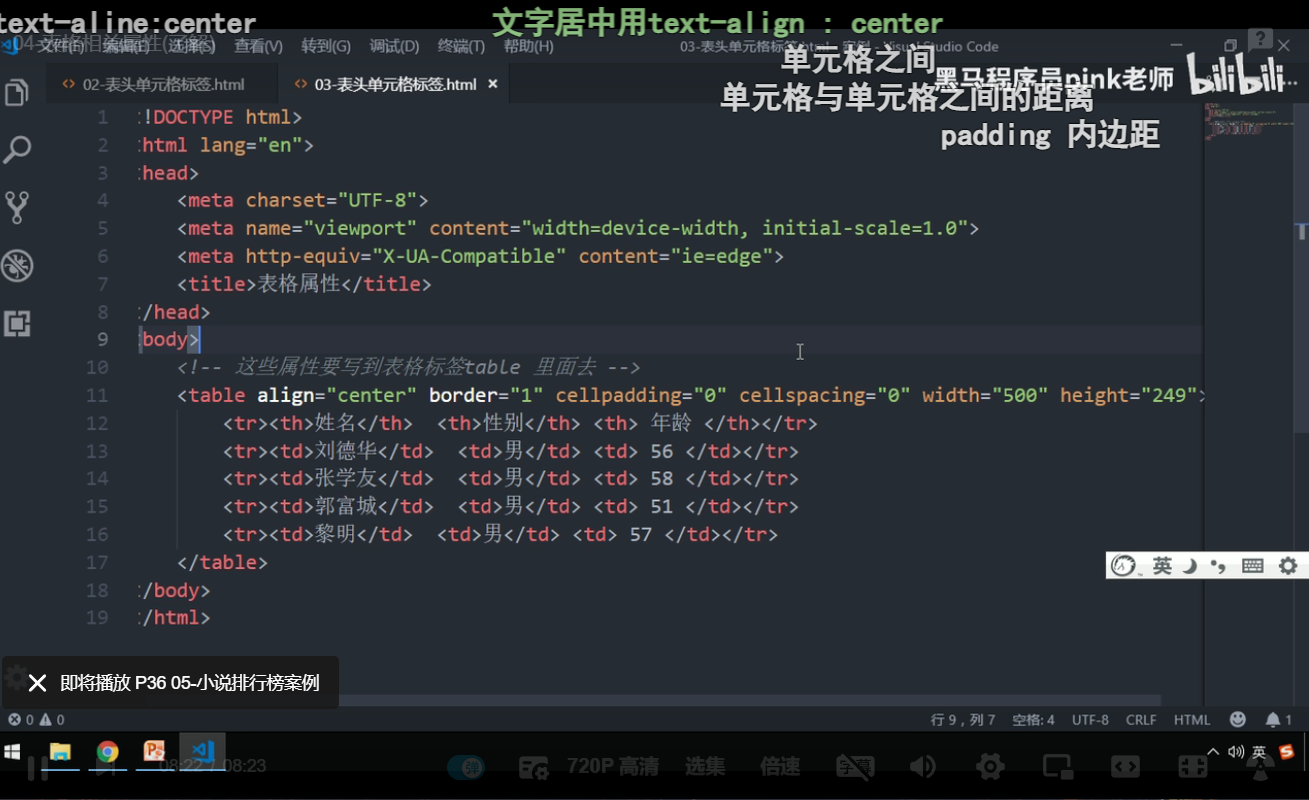 text-aline:center
文字居中用text-align : center
04-表格相关属性
文件(F) 编辑(E) 选择(S) 查看(V) 转到(G) 调试(D) 终端(T) 帮助(H)
03-表头单元格标签.html - 案例 - Visual Studio Code
单元格之间
黑马程序员pink老师 bilibili
02-表头单元格标签.html
03-表头单元格标签.html
单元格与单元格之间的距离
padding 内边距
1 !DOCTYPE html>
2 html lang="en">
3 head>
4 <meta charset="UTF-8">
5 <meta name="viewport" content="width=device-width, initial-scale=1.0">
6 <meta http-equiv="X-UA-Compatible" content="ie=edge">
7 <title>表格属性</title>
8 /head>
9 body>
10 <!-- 这些属性要写到表格标签table 里面去 -->
11 <table align="center" border="1" cellpadding="0" cellspacing="0" width="500" height="249">
12 <tr><th>姓名</th> <th>性别</th> <th> 年龄 </th></tr>
13 <tr><td>刘德华</td> <td>男</td> <td> 56 </td></tr>
14 <tr><td>张学友</td> <td>男</td> <td> 58 </td></tr>
15 <tr><td>郭富城</td> <td>男</td> <td> 51 </td></tr>
16 <tr><td>黎明</td> <td>男</td> <td> 57 </td></tr>
17 </table>
18 /body>
19 /html>
英
即将播放 P36 05-小说排行榜案例
0 0
行 9，列 7 空格: 4 UTF-8 CRLF HTML 1
08:22 / 08:23
弹 720P 高清 选集 倍速 字幕
英